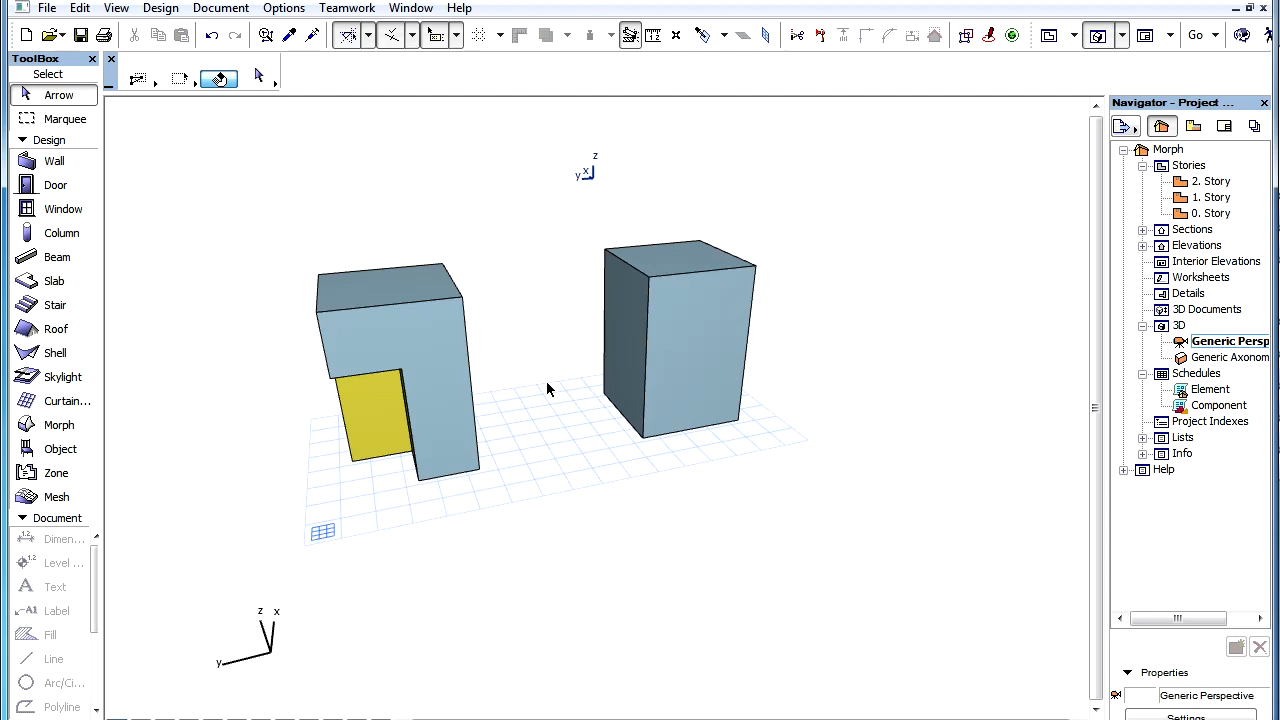 File Edit View Design Document Options Teamwork Window Help
Go
ToolBox
Select
Arrow
Marquee
Design
Wall
Door
Window
Column
Beam
Slab
Stair
Roof
Shell
Skylight
Curtain...
Morph
Object
Zone
Mesh
Document
Dimen...
Level ...
A Text
A1 Label
Fill
Line
Arc/Ci...
Polyline
z
y x
z x
y
Navigator - Project ...
Morph
Stories
2. Story
1. Story
0. Story
Sections
Elevations
Interior Elevations
Worksheets
Details
3D Documents
3D
Generic Persp
Generic Axonom
Schedules
Element
Component
Project Indexes
Lists
Info
Help
Properties
Generic Perspective
Settings...